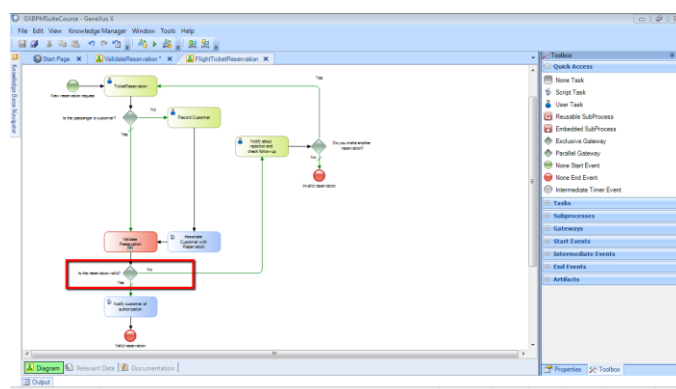 GXBPMSuiteCourse - GeneXus X
File Edit View Knowledge Manager Window Tools Help
Start Page
ValidateReservation *
FlightTicketReservation
Knowledge Base Navigator
New reservation request
TicketReservation
Yes
Is the passenger a customer?
No
Record Customer
Yes
Notify about
rejection and
check follow-up
Do you make another
reservation?
No
Invalid reservation
Validate
Reservation
Associate
Customer with
Reservation
Is the reservation valid?
No
Yes
Notify customer of
authorisation
Valid reservation
Diagram
Relevant Data
Documentation
Output
Toolbox
Quick Access
None Task
Script Task
User Task
Reusable SubProcess
Embedded SubProcess
Exclusive Gateway
Parallel Gateway
None Start Event
None End Event
Intermediate Timer Event
Tasks
Subprocesses
Gateways
Start Events
Intermediate Events
End Events
Artifacts
Properties
Toolbox